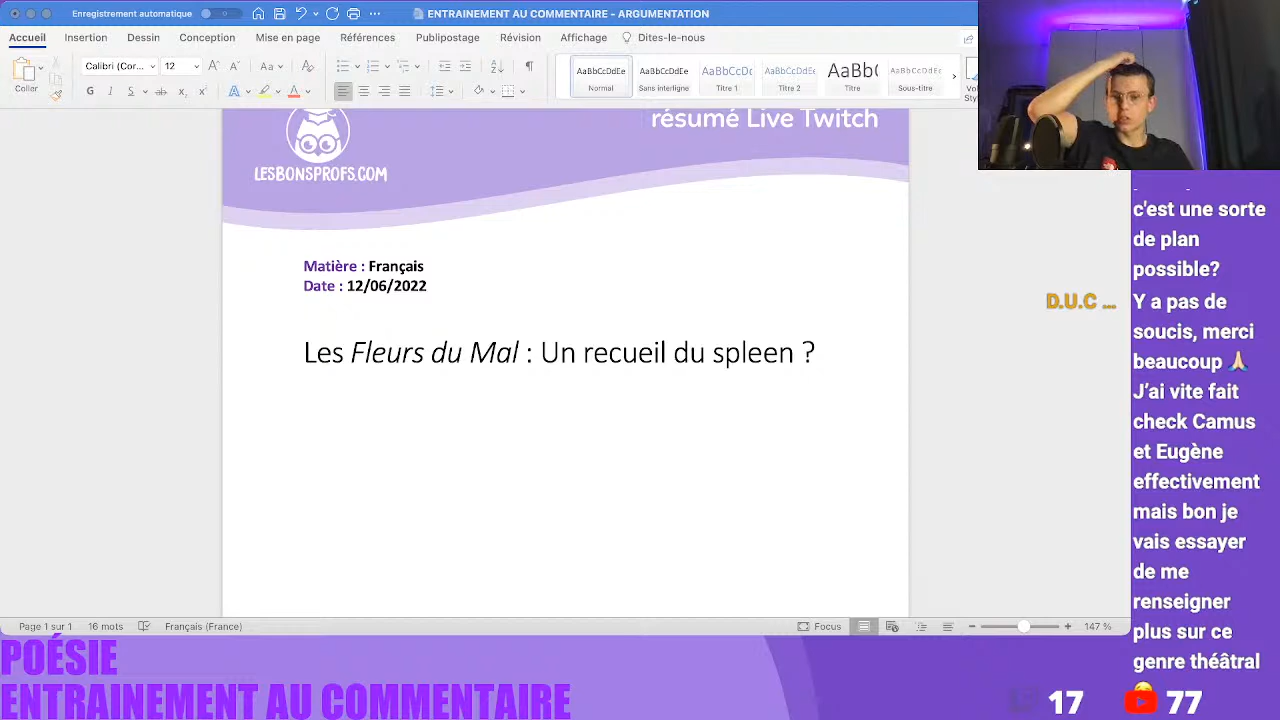 Enregistrement automatique
ENTRAINEMENT AU COMMENTAIRE - ARGUMENTATION
Accueil Insertion Dessin Conception Mise en page Références Publipostage Révision Affichage Dites-le-nous
Coller
Calibri (Cor... 12
AaBbCcDdEe
Normal
AaBbCcDdEe
Sans interligne
AaBbCcDc
Titre 1
AaBbCcDdEe
AaBb(
Titre
AaBbCcDdEe
Sous-titre
résumé Live Twitch
LESBONSPROFS.COM
Matière : Français
Date : 12/06/2022
Les Fleurs du Mal : Un recueil du spleen ?
Page 1 sur 1 16 mots Français (France) Focus 147 %
c'est une sorte
de plan
possible?
D.U.C ... Y a pas de
soucis, merci
beaucoup 🙏🏻
J'ai vite fait
check Camus
et Eugène
effectivement
mais bon je
vais essayer
de me
renseigner
plus sur ce
genre théâtral
POÉSIE
ENTRAINEMENT AU COMMENTAIRE
17 77